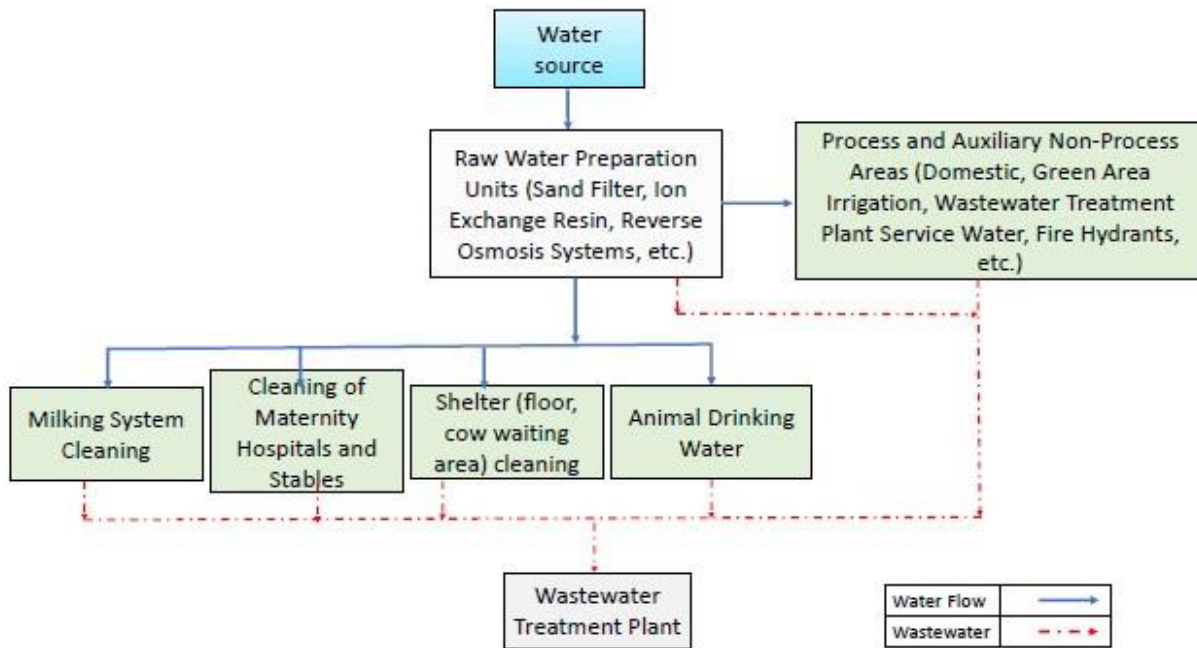 Water
source
Raw Water Preparation
Units (Sand Filter, Ion
Exchange Resin, Reverse
Osmosis Systems, etc.)
Process and Auxiliary Non-Process
Areas (Domestic, Green Area
Irrigation, Wastewater Treatment
Plant Service Water, Fire Hydrants,
etc.)
Milking System
Cleaning
Cleaning of
Maternity
Hospitals and
Stables
Shelter (floor,
cow waiting
area) cleaning
Animal Drinking
Water
Wastewater
Treatment Plant
Water Flow
Wastewater